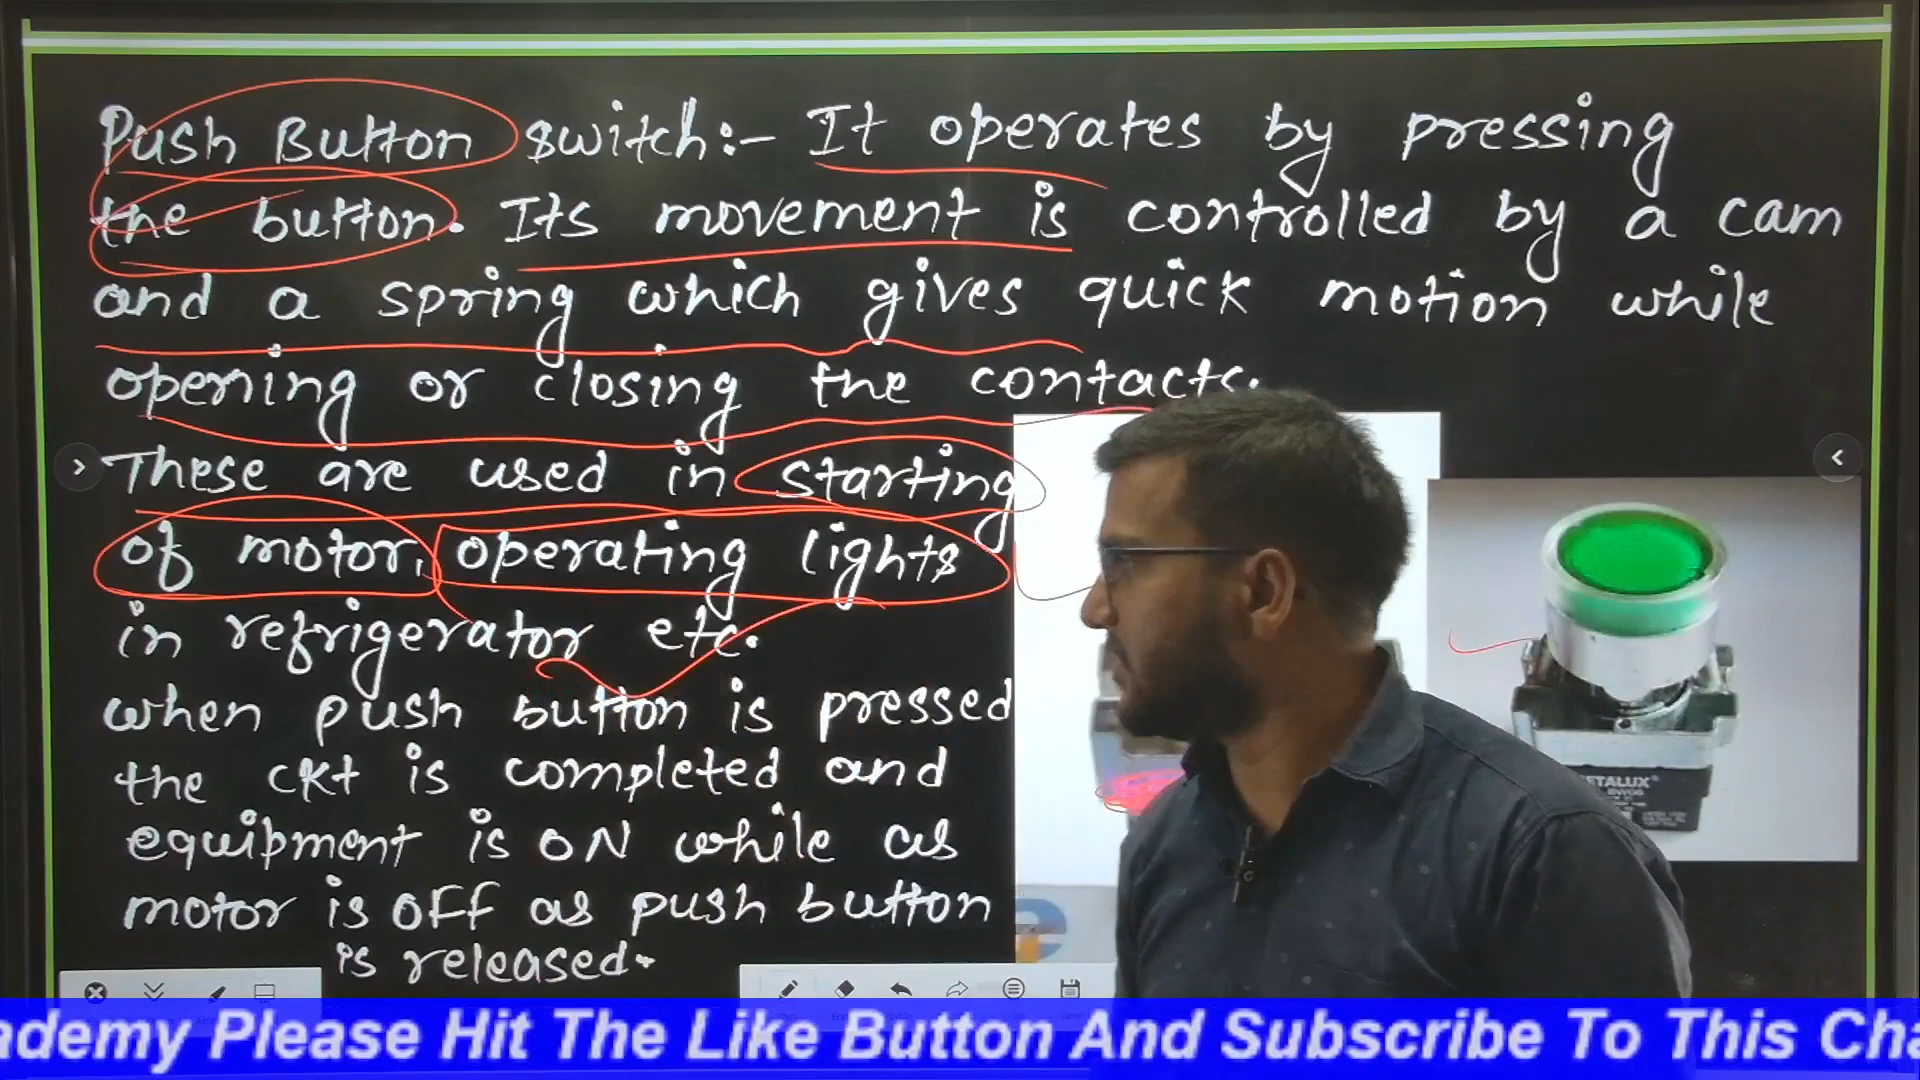 Push Button switch:- It operates by pressing
the button. Its movement is controlled by a cam
and a spring which gives quick motion while
opening or closing the contacts.
These are used in starting
of motor, operating lights
in refrigerator etc.
when push button is pressed
the ckt is completed and
equipment is ON while as
motor is OFF as push button
is released.
ETALUX
ademy Please Hit The Like Button And Subscribe To This Cha